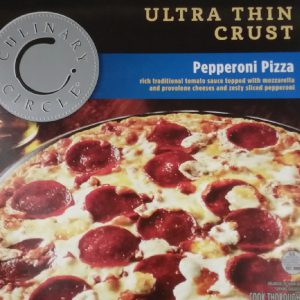 ULTRA THIN
CRUST
CULINARY
CIRCLE
Pepperoni Pizza
rich traditional tomato sauce topped with mozzarella
and provolone cheeses and zesty sliced pepperoni
COOK THOROUGH